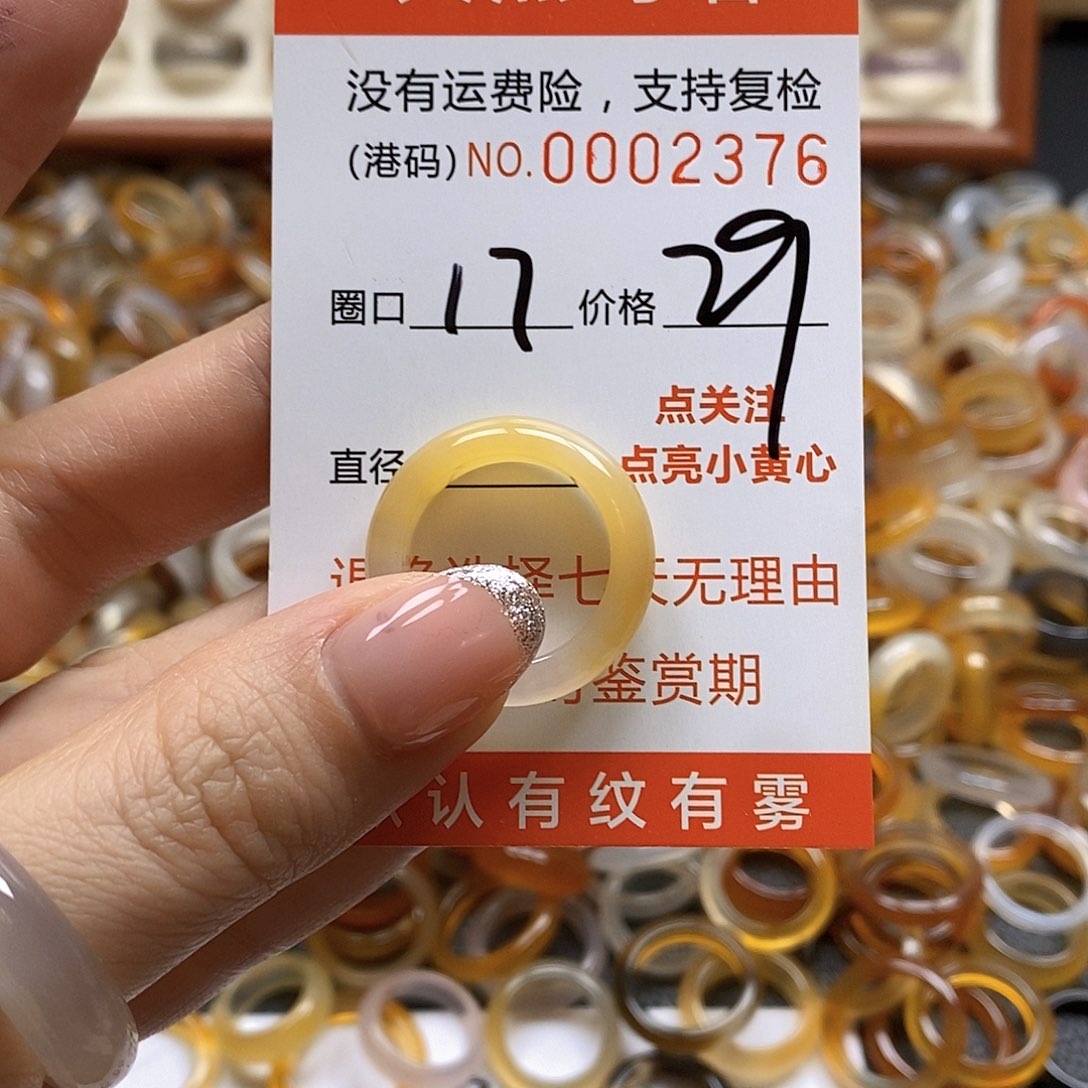 没有运费险，支持复检
(港码) NO. 0002376
圈口 17 价格 29
点关注
直径 点亮小黄心
择七天无理由
鉴赏期
认有纹有雾